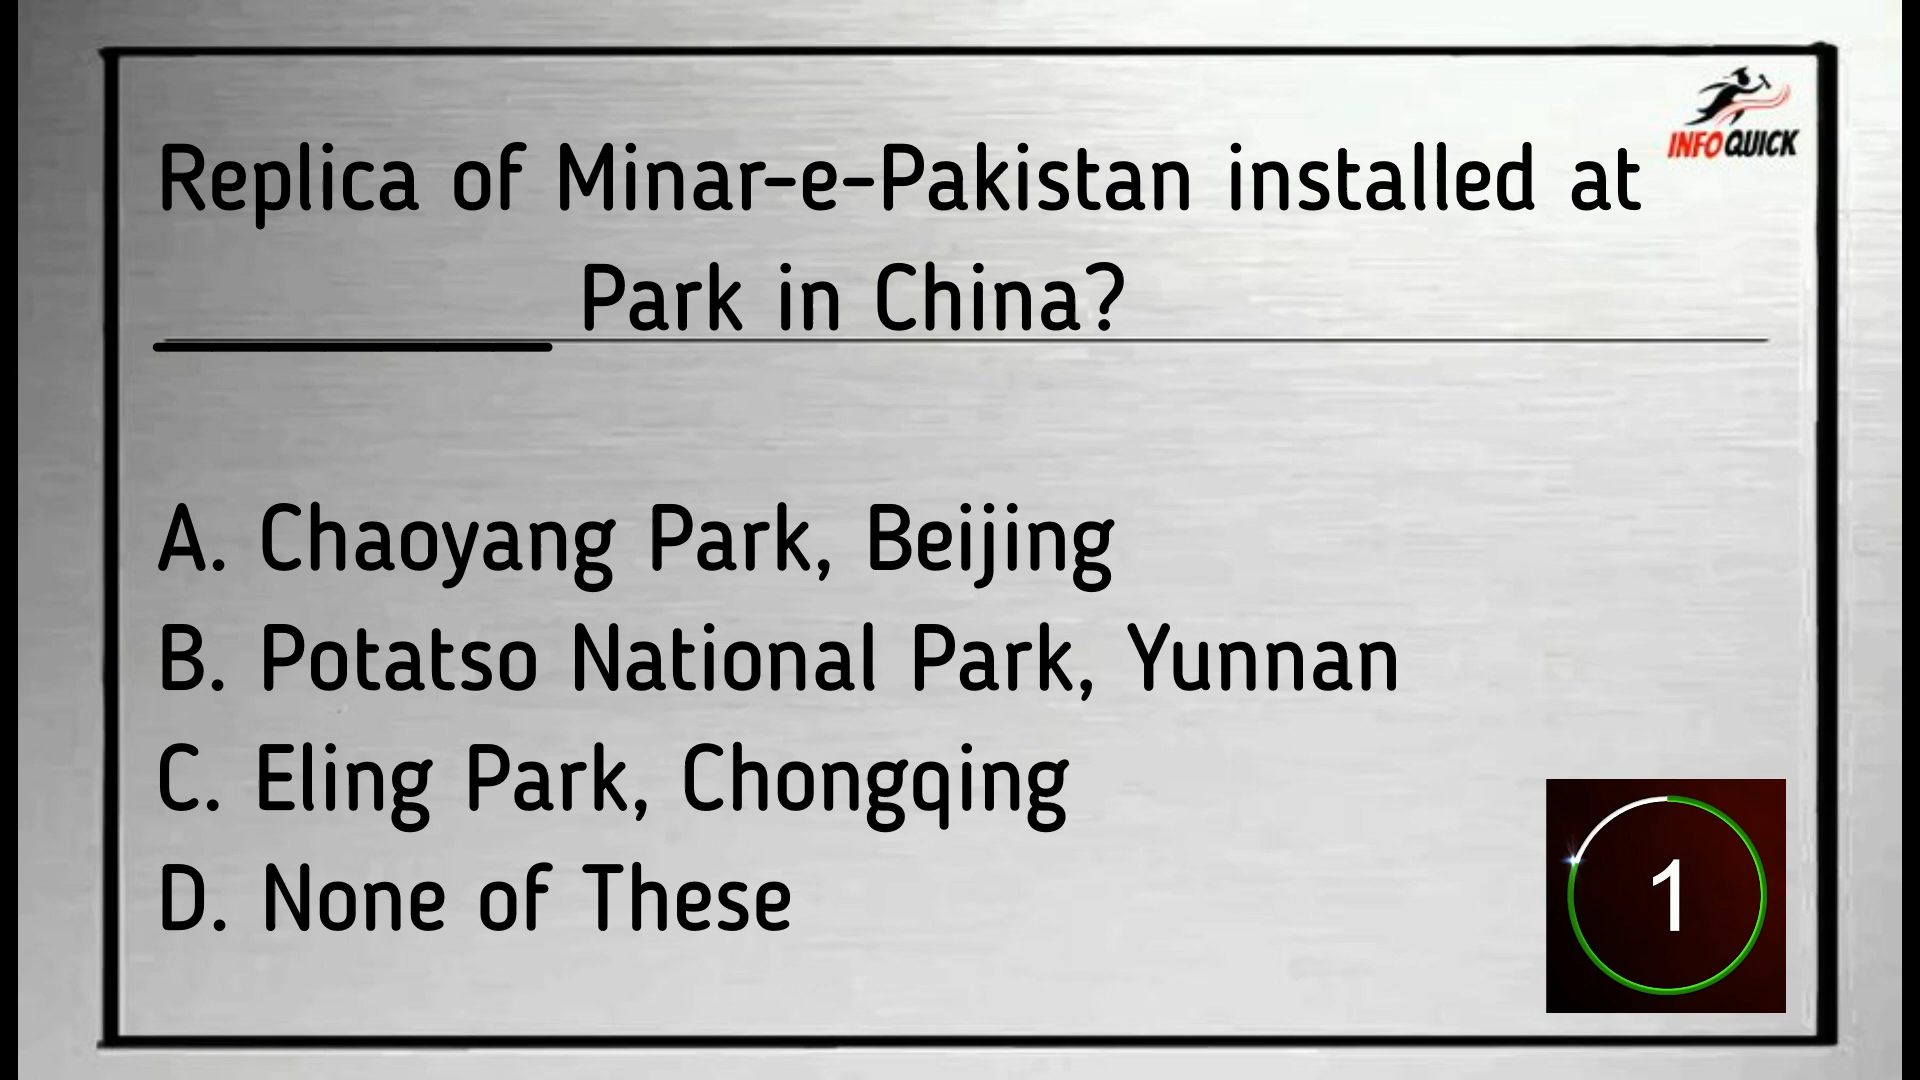 INFO QUICK
Replica of Minar-e-Pakistan installed at
Park in China?
A. Chaoyang Park, Beijing
B. Potatso National Park, Yunnan
C. Eling Park, Chongqing
D. None of These
1